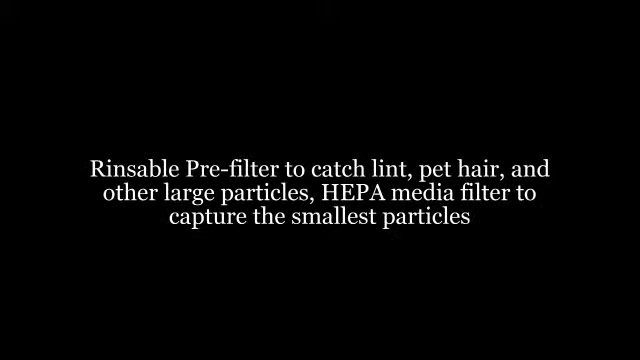 Rinsable Pre-filter to catch lint, pet hair, and
other large particles, HEPA media filter to
capture the smallest particles